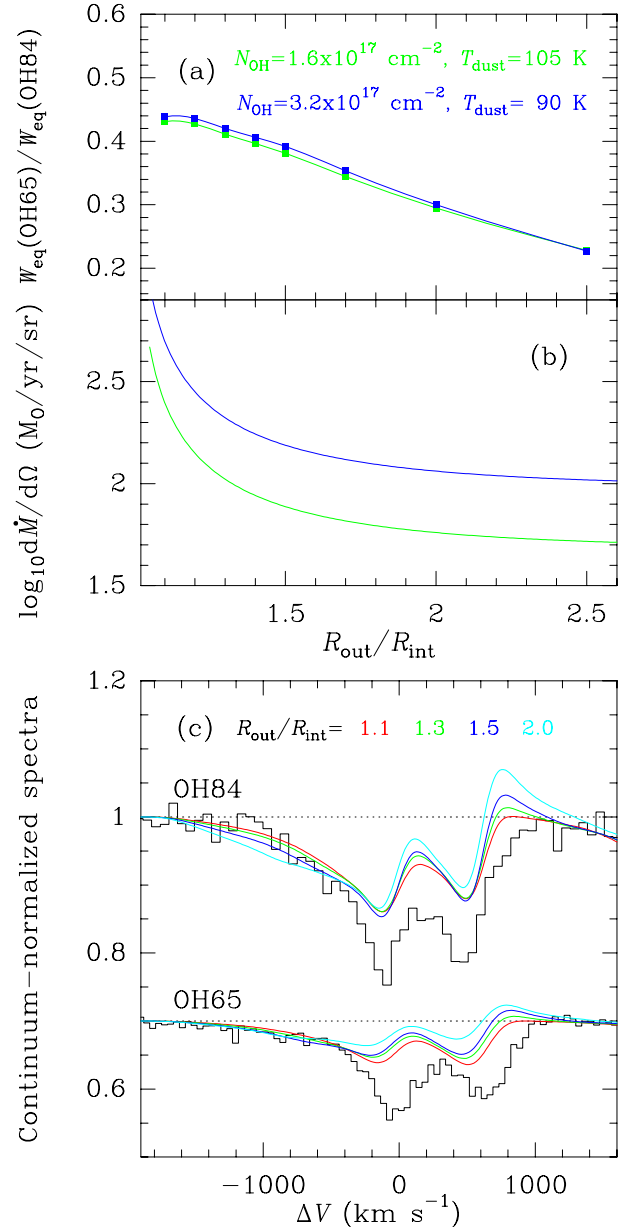 0.6
(a) N_OH=1.6x10^17 cm^-2, T_dust=105 K
N_OH=3.2x10^17 cm^-2, T_dust= 90 K
0.5
0.4
0.3
0.2
W_eq(OH65)/W_eq(OH84)
(b)
2.5
2
1.5
log_10dṀ/dΩ (M_O/yr/sr)
1.5 2 2.5
R_out/R_int
1.2
(c) R_out/R_int= 1.1 1.3 1.5 2.0
OH84
1
0.8
OH65
0.6
Continuum−normalized spectra
−1000 0 1000
ΔV (km s^-1)